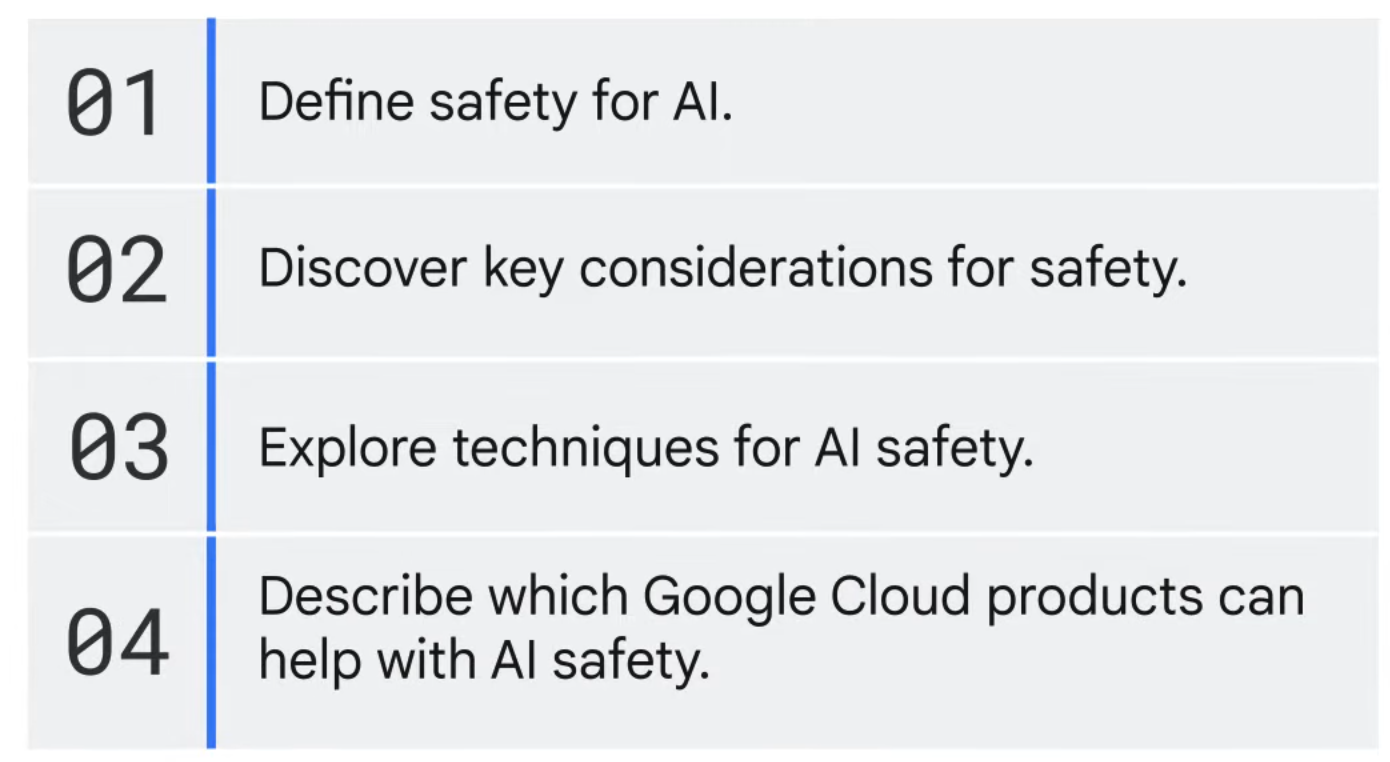 01
Define safety for AI.
02
Discover key considerations for safety.
03
Explore techniques for AI safety.
04
Describe which Google Cloud products can
help with AI safety.